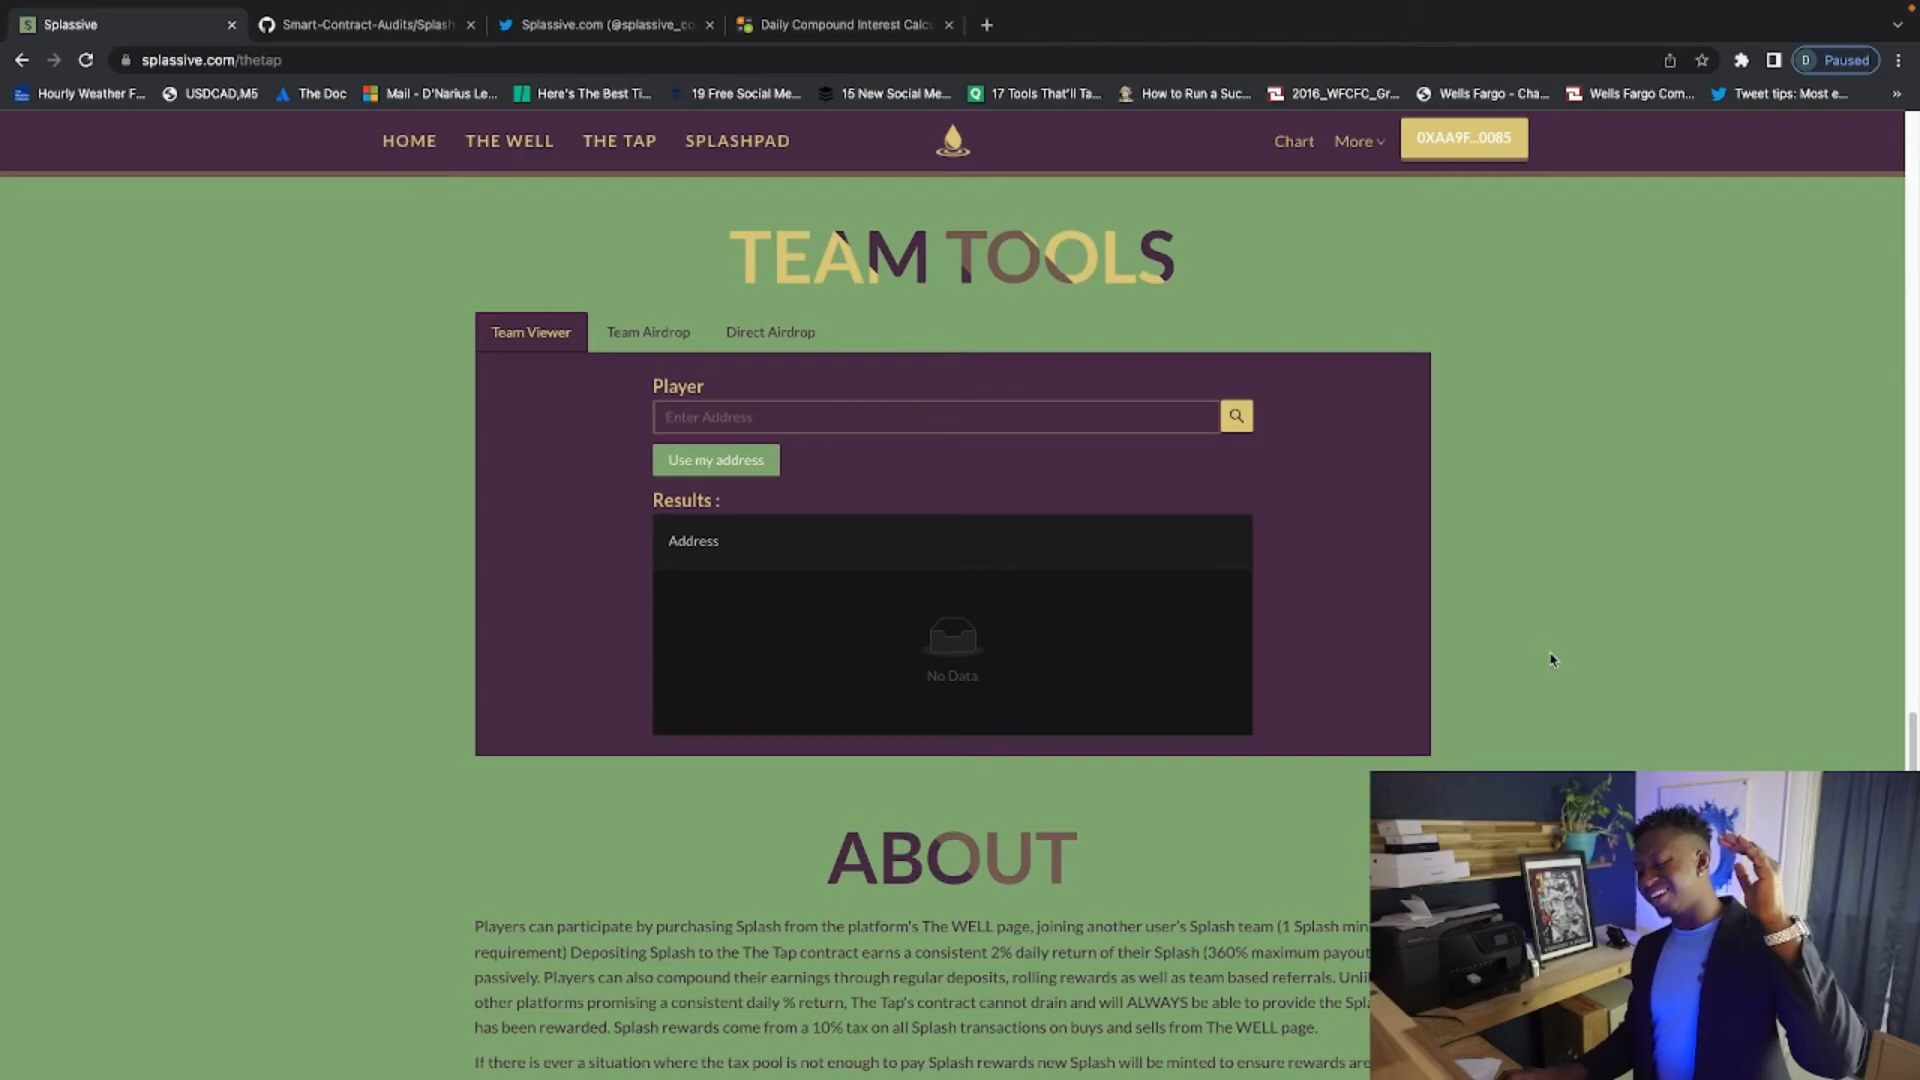 Splassive
Smart-Contract-Audits/Splash
Splassive.com (@splassive_co
Daily Compound Interest Calc
splassive.com/thetap
Paused
Hourly Weather F...
USDCAD,M5
The Doc
Mail - D'Narius Le...
Here's The Best Ti...
19 Free Social Me...
15 New Social Me...
17 Tools That'll Ta...
How to Run a Suc...
2016_WFCFC_Gr...
Wells Fargo - Cha...
Wells Fargo Com...
Tweet tips: Most e...
HOME
THE WELL
THE TAP
SPLASHPAD
Chart
More
0XAA9F...0085
TEAM TOOLS
Team Viewer
Team Airdrop
Direct Airdrop
Player
Enter Address
Use my address
Results :
Address
No Data
ABOUT
Players can participate by purchasing Splash from the platform's The WELL page, joining another user's Splash team (1 Splash min
requirement) Depositing Splash to the The Tap contract earns a consistent 2% daily return of their Splash (360% maximum payout
passively. Players can also compound their earnings through regular deposits, rolling rewards as well as team based referrals. Unli
other platforms promising a consistent daily % return, The Tap's contract cannot drain and will ALWAYS be able to provide the Spla
has been rewarded. Splash rewards come from a 10% tax on all Splash transactions on buys and sells from The WELL page.
If there is ever a situation where the tax pool is not enough to pay Splash rewards new Splash will be minted to ensure rewards are